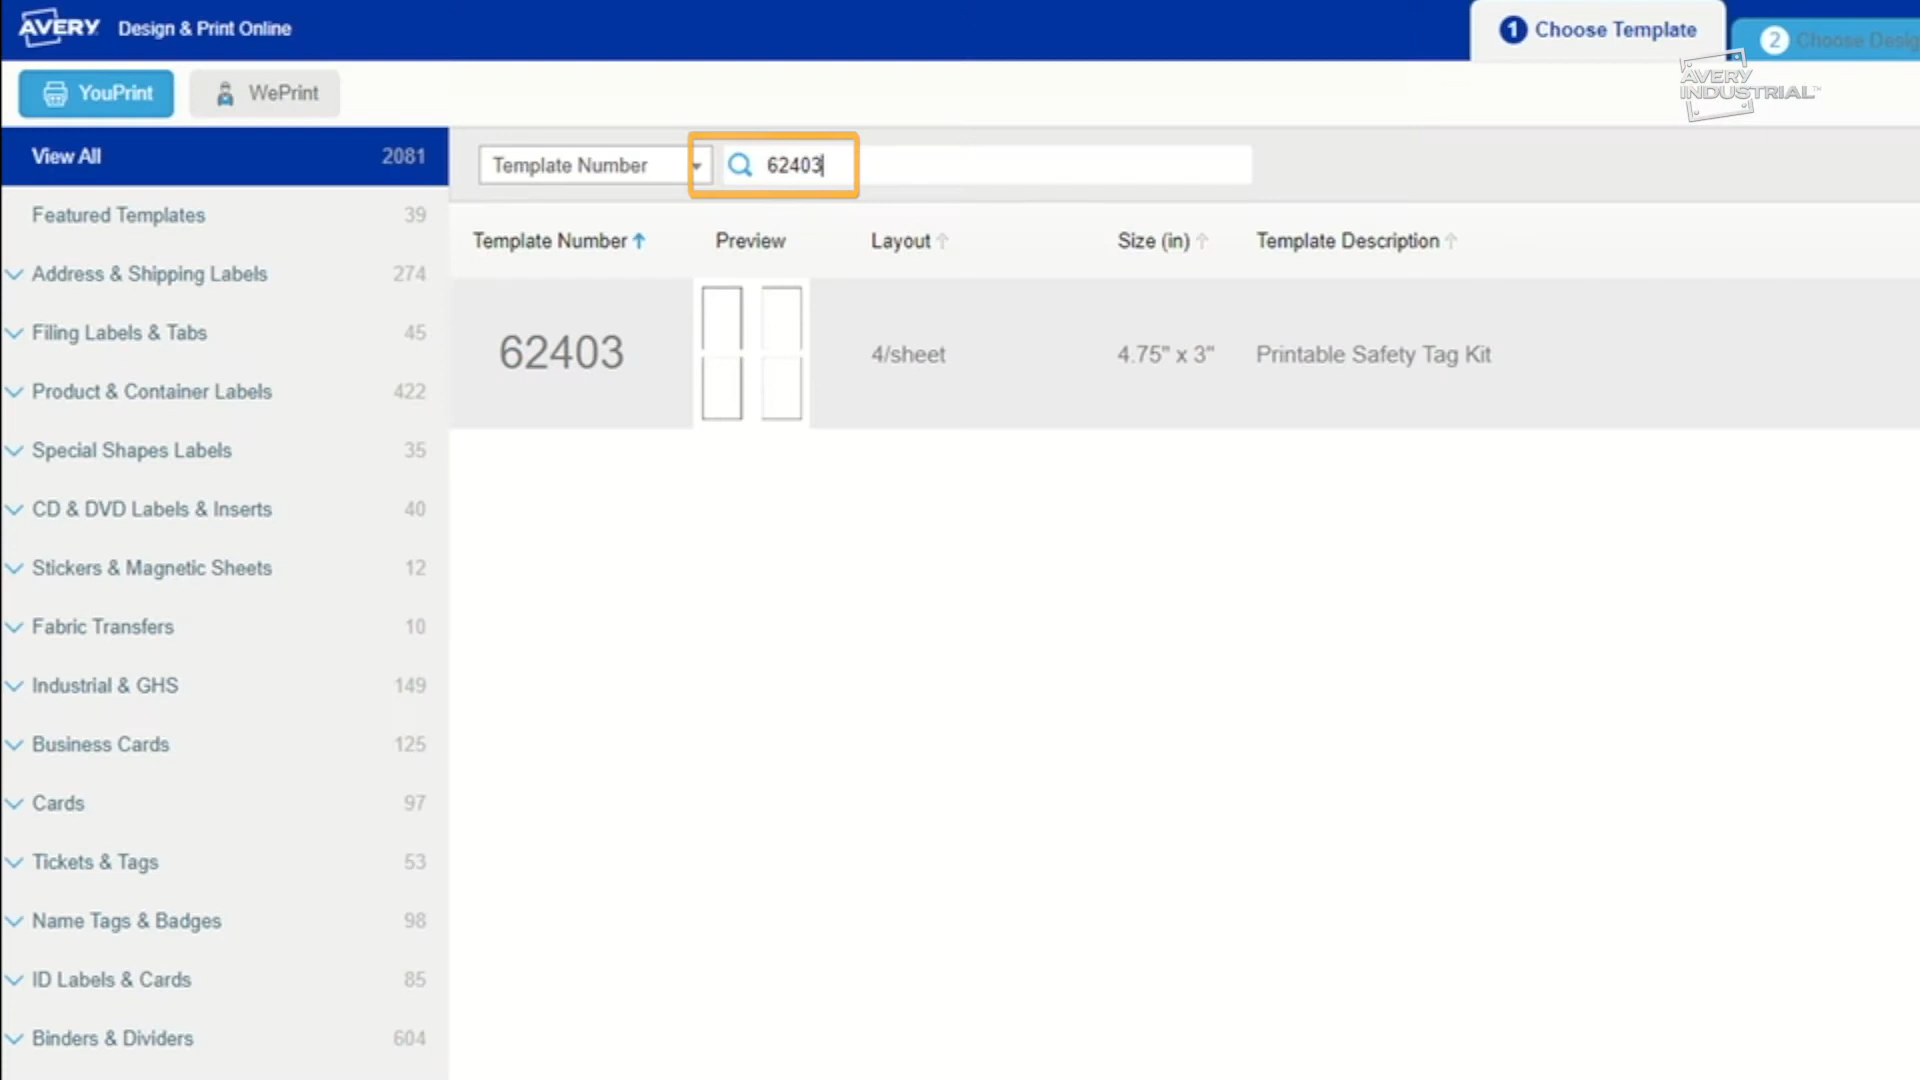 AVERY Design & Print Online
1 Choose Template
2 Choose Desig
AVERY
INDUSTRIAL™
YouPrint
WePrint
View All 2081
Template Number
62403
Featured Templates 39
Template Number Preview Layout Size (in) Template Description
Address & Shipping Labels 274
Filing Labels & Tabs 45
62403 4/sheet 4.75" x 3" Printable Safety Tag Kit
Product & Container Labels 422
Special Shapes Labels 35
CD & DVD Labels & Inserts 40
Stickers & Magnetic Sheets 12
Fabric Transfers 10
Industrial & GHS 149
Business Cards 125
Cards 97
Tickets & Tags 53
Name Tags & Badges 98
ID Labels & Cards 85
Binders & Dividers 604